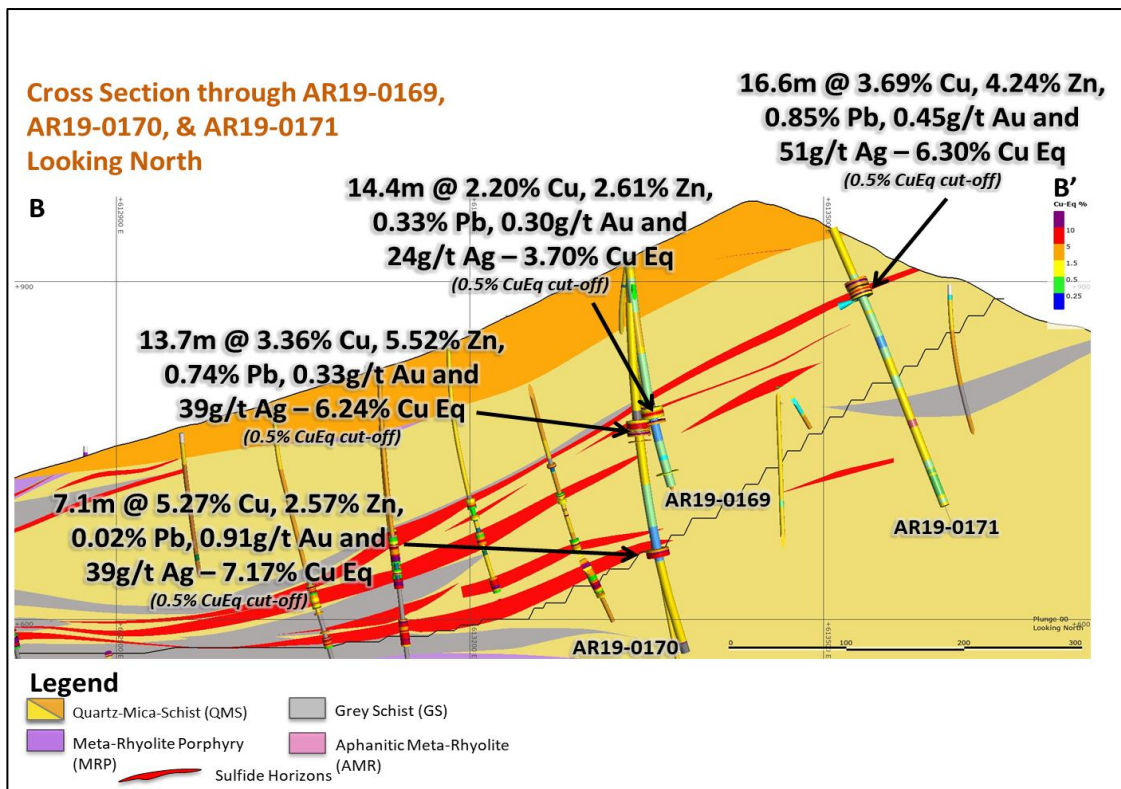 Cross Section through AR19-0169,
AR19-0170, & AR19-0171
Looking North
16.6m @ 3.69% Cu, 4.24% Zn,
0.85% Pb, 0.45g/t Au and
51g/t Ag – 6.30% Cu Eq
(0.5% CuEq cut-off)
14.4m @ 2.20% Cu, 2.61% Zn,
0.33% Pb, 0.30g/t Au and
24g/t Ag – 3.70% Cu Eq
(0.5% CuEq cut-off)
B
B'
Cu-Eq %
10
5
1.5
0.5
0.25
+612900 E
+613500 E
+900
+900
13.7m @ 3.36% Cu, 5.52% Zn,
0.74% Pb, 0.33g/t Au and
39g/t Ag – 6.24% Cu Eq
(0.5% CuEq cut-off)
7.1m @ 5.27% Cu, 2.57% Zn,
0.02% Pb, 0.91g/t Au and
39g/t Ag – 7.17% Cu Eq
(0.5% CuEq cut-off)
AR19-0169
AR19-0171
AR19-0170
+613200 E
+613500 E
Plunge 00
Looking North
0
100
200
300
Legend
Quartz-Mica-Schist (QMS)
Grey Schist (GS)
Meta-Rhyolite Porphyry
(MRP)
Aphanitic Meta-Rhyolite
(AMR)
Sulfide Horizons